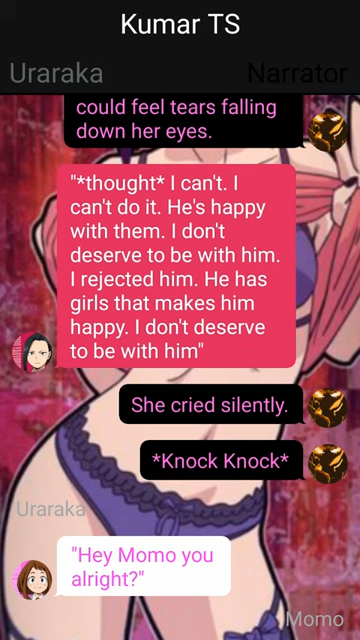 Kumar TS
Uraraka
Narrator
could feel tears falling
down her eyes.
"*thought* I can't. I
can't do it. He's happy
with them. I don't
deserve to be with him.
I rejected him. He has
girls that makes him
happy. I don't deserve
to be with him"
She cried silently.
*Knock Knock*
Uraraka
"Hey Momo you
alright?"
Momo